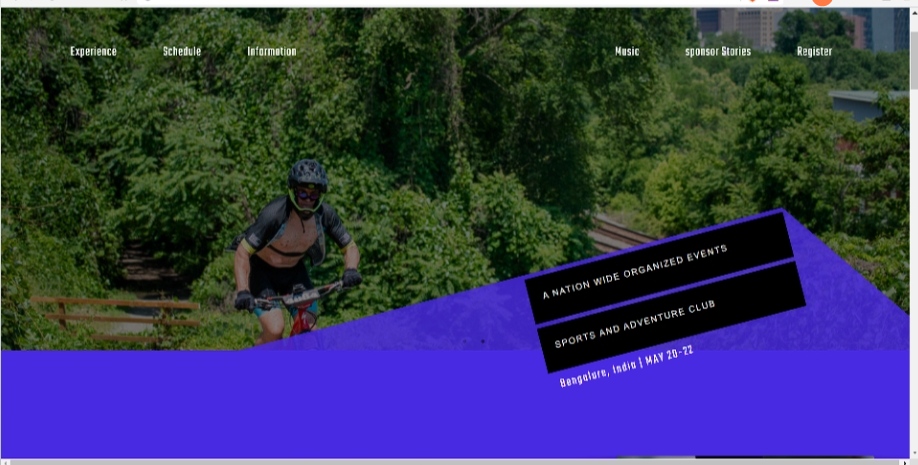 Experience Schedule Information Music sponsor Stories Register
A NATION WIDE ORGANIZED EVENTS
SPORTS AND ADVENTURE CLUB
Bengalure, India | MAY 20-22